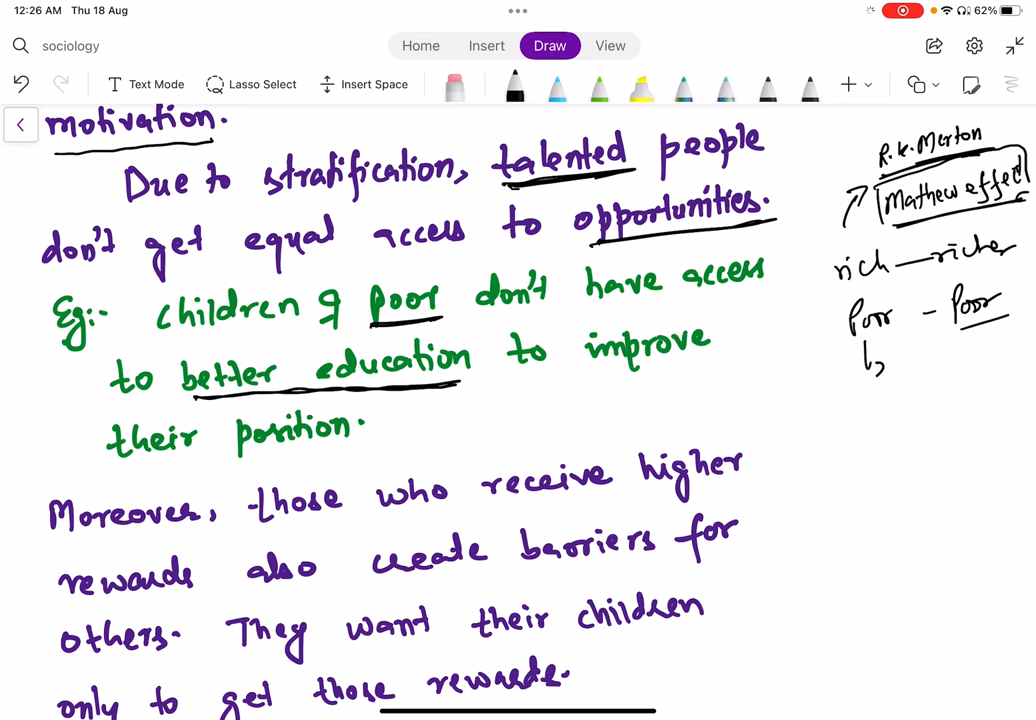 12:26 AM Thu 18 Aug
62%
sociology
Home Insert Draw View
Text Mode Lasso Select Insert Space
motivation.
Due to stratification, talented people
don't get equal access to opportunities.
Eg:- children of poor don't have access
to better education to improve
their position.
Moreover, those who receive higher
rewards also create barriers for
others. They want their children
only to get those rewards.
R.K. Merton
Mathew effect
rich — richer
Poor - Poor